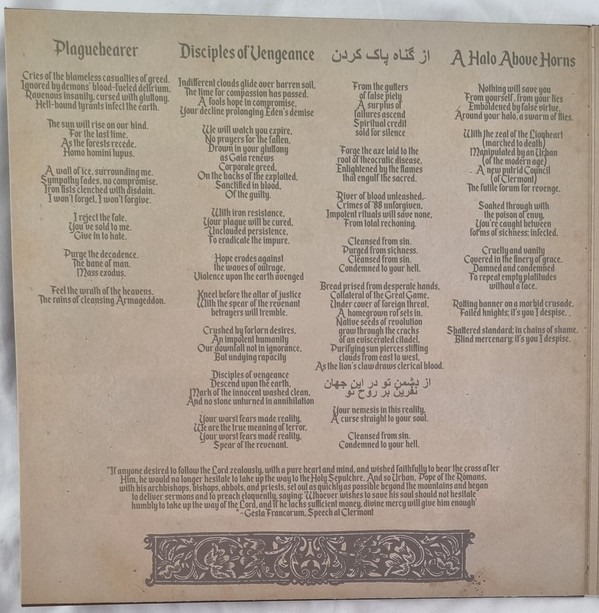 Plaguebearer
Cries of the blameless casualties of greed.
Ignored by demons' blood-fueled delirium.
Ravenous insanity, cursed with gluttony.
Hell-bound tyrants infect the earth.
The sun will rise on our kind.
For the last time.
As the forests recede.
Homo homini lupus.
A wall of ice, surrounding me.
Sympathy fades, no compromise.
Iron fists clenched with disdain.
I won't forget, I won't forgive.
I reject the fate,
You've sold to me.
Give in to hate.
Purge the decadence.
The bane of man.
Mass exodus.
Feel the wrath of the heavens.
The rains of cleansing Armageddon.
Disciples of Vengeance
Indifferent clouds glide over barren soil,
The time for compassion has passed.
A fools hope in compromise,
Your decline prolonging Eden's demise
We will watch you expire,
No prayers for the fallen,
Drown in your gluttony
as Gaia renews
Corporate greed,
On the backs of the exploited,
Sanctified in blood,
Of the guilty.
With iron resistance,
Your plague will be cured,
Unclouded persistence,
To eradicate the impure.
Hope erodes against
the waves of outrage,
Violence upon the earth avenged
Kneel before the altar of justice
With the spear of the revenant
betrayers will tremble.
Crushed by forlorn desires,
An impotent humanity
Our downfall not in ignorance,
But undying rapacity
Disciples of vengeance
Descend upon the earth,
Mark of the innocent washed clean,
And no stone unturned in annihilation
Your worst fears made reality,
We are the true meaning of terror,
Your worst fears made reality,
Spear of the revenant.
از گناه پاک کردن
From the gutters
of false piety
A surplus of
failures ascend
Spiritual credit
sold for silence
Forge the axe laid to the
root of theocratic disease.
Enlightened by the flames
that engulf the sacred.
River of blood unleashed,
Crimes of '88 unforgiven,
Impotent rituals will save none,
From total reckoning.
Cleansed from sin.
Purged from sickness.
Cleansed from sin.
Condemned to your hell.
Bread prised from desperate hands,
Collateral of the Great Game,
Under cover of foreign threat,
A homegrown rot sets in.
Native seeds of revolution
grow through the cracks
of an eviscerated citadel.
Purifying sun pierces stifling
clouds from east to west,
As the lion's claw draws clerical blood.
از دشمن تو در این جهان
نفرین بر روح تو
Your nemesis in this reality,
A curse straight to your soul.
Cleansed from sin.
Condemned to your hell.
A Halo Above Horns
Nothing will save you
From yourself, from your lies
Emboldened by false virtue,
Around your halo, a swarm of flies.
With the zeal of the Lionheart
(marched to death)
Manipulated by an Urban
(of the modern age)
A new putrid Council
(of Clermont)
The futile forum for revenge.
Soaked through with
the poison of envy,
You're caught between
forms of sickness; infected.
Cruelty and vanity
Covered in the finery of grace.
Damned and condemned
To repeat empty platitudes
without a face.
Rotting banner on a morbid crusade.
Failed knights; it's you I despise.
Shattered standard; in chains of shame.
Blind mercenary; it's you I despise.
"If anyone desired to follow the Lord zealously, with a pure heart and mind, and wished faithfully to bear the cross after
Him, he would no longer hesitate to take up the way to the Holy Sepulchre. And so Urban, Pope of the Romans,
with his archbishops, bishops, abbots, and priests, set out as quickly as possible beyond the mountains and began
to deliver sermons and to preach eloquently, saying: 'Whoever wishes to save his soul should not hesitate
humbly to take up the way of the Lord, and if he lacks sufficient money, divine mercy will give him enough'
"-Gesta Francorum, Speech at Clermont